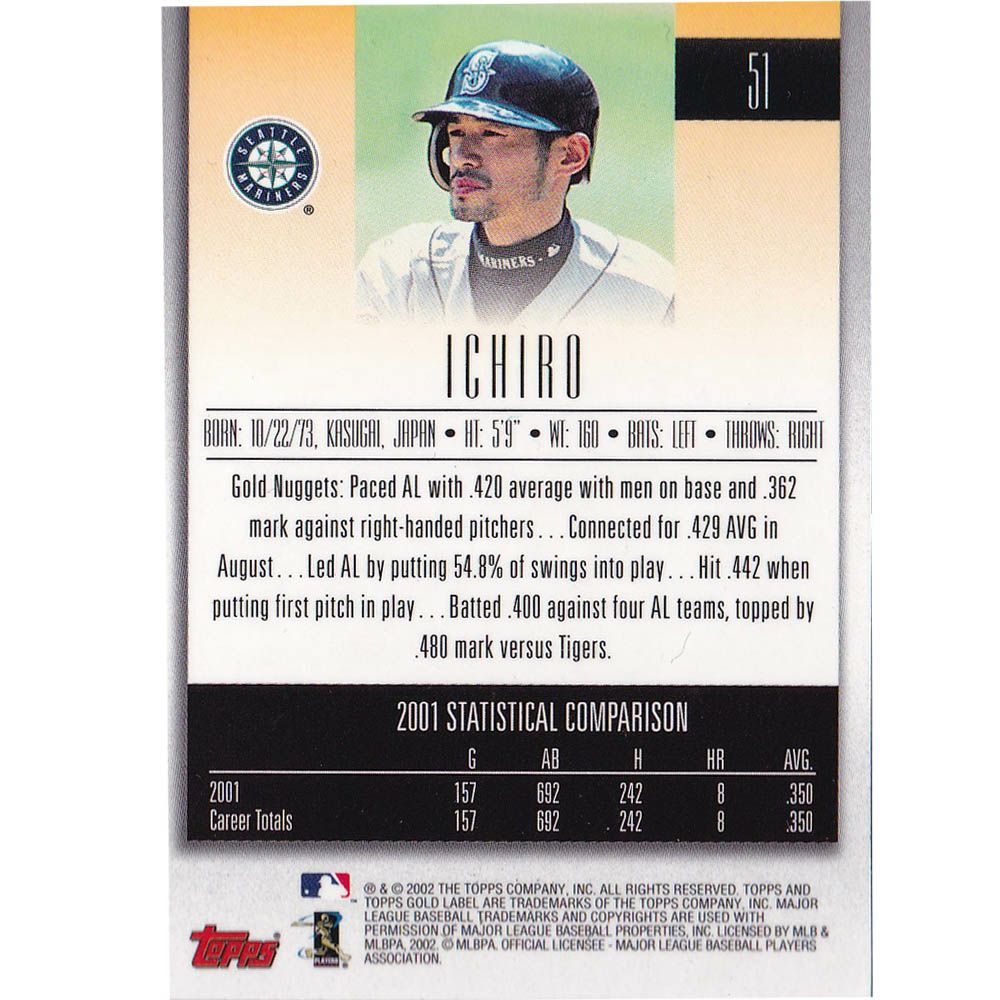 51
SEATTLE
MARINERS
®
S
MARINERS
ICHIRO
BORN: 10/22/73, KASUGAI, JAPAN • HT: 5'9" • WT: 160 • BATS: LEFT • THROWS: RIGHT
Gold Nuggets: Paced AL with .420 average with men on base and .362
mark against right-handed pitchers...Connected for .429 AVG in
August...Led AL by putting 54.8% of swings into play...Hit .442 when
putting first pitch in play...Batted .400 against four AL teams, topped by
.480 mark versus Tigers.
2001 STATISTICAL COMPARISON
G AB H HR AVG.
2001 157 692 242 8 .350
Career Totals 157 692 242 8 .350
® & © 2002 THE TOPPS COMPANY, INC. ALL RIGHTS RESERVED. TOPPS AND
TOPPS GOLD LABEL ARE TRADEMARKS OF THE TOPPS COMPANY, INC. MAJOR
LEAGUE BASEBALL TRADEMARKS AND COPYRIGHTS ARE USED WITH
PERMISSION OF MAJOR LEAGUE BASEBALL PROPERTIES, INC. LICENSED BY MLB &
MLBPA, 2002. © MLBPA. OFFICIAL LICENSEE - MAJOR LEAGUE BASEBALL PLAYERS
ASSOCIATION.
Topps
PLAYERS